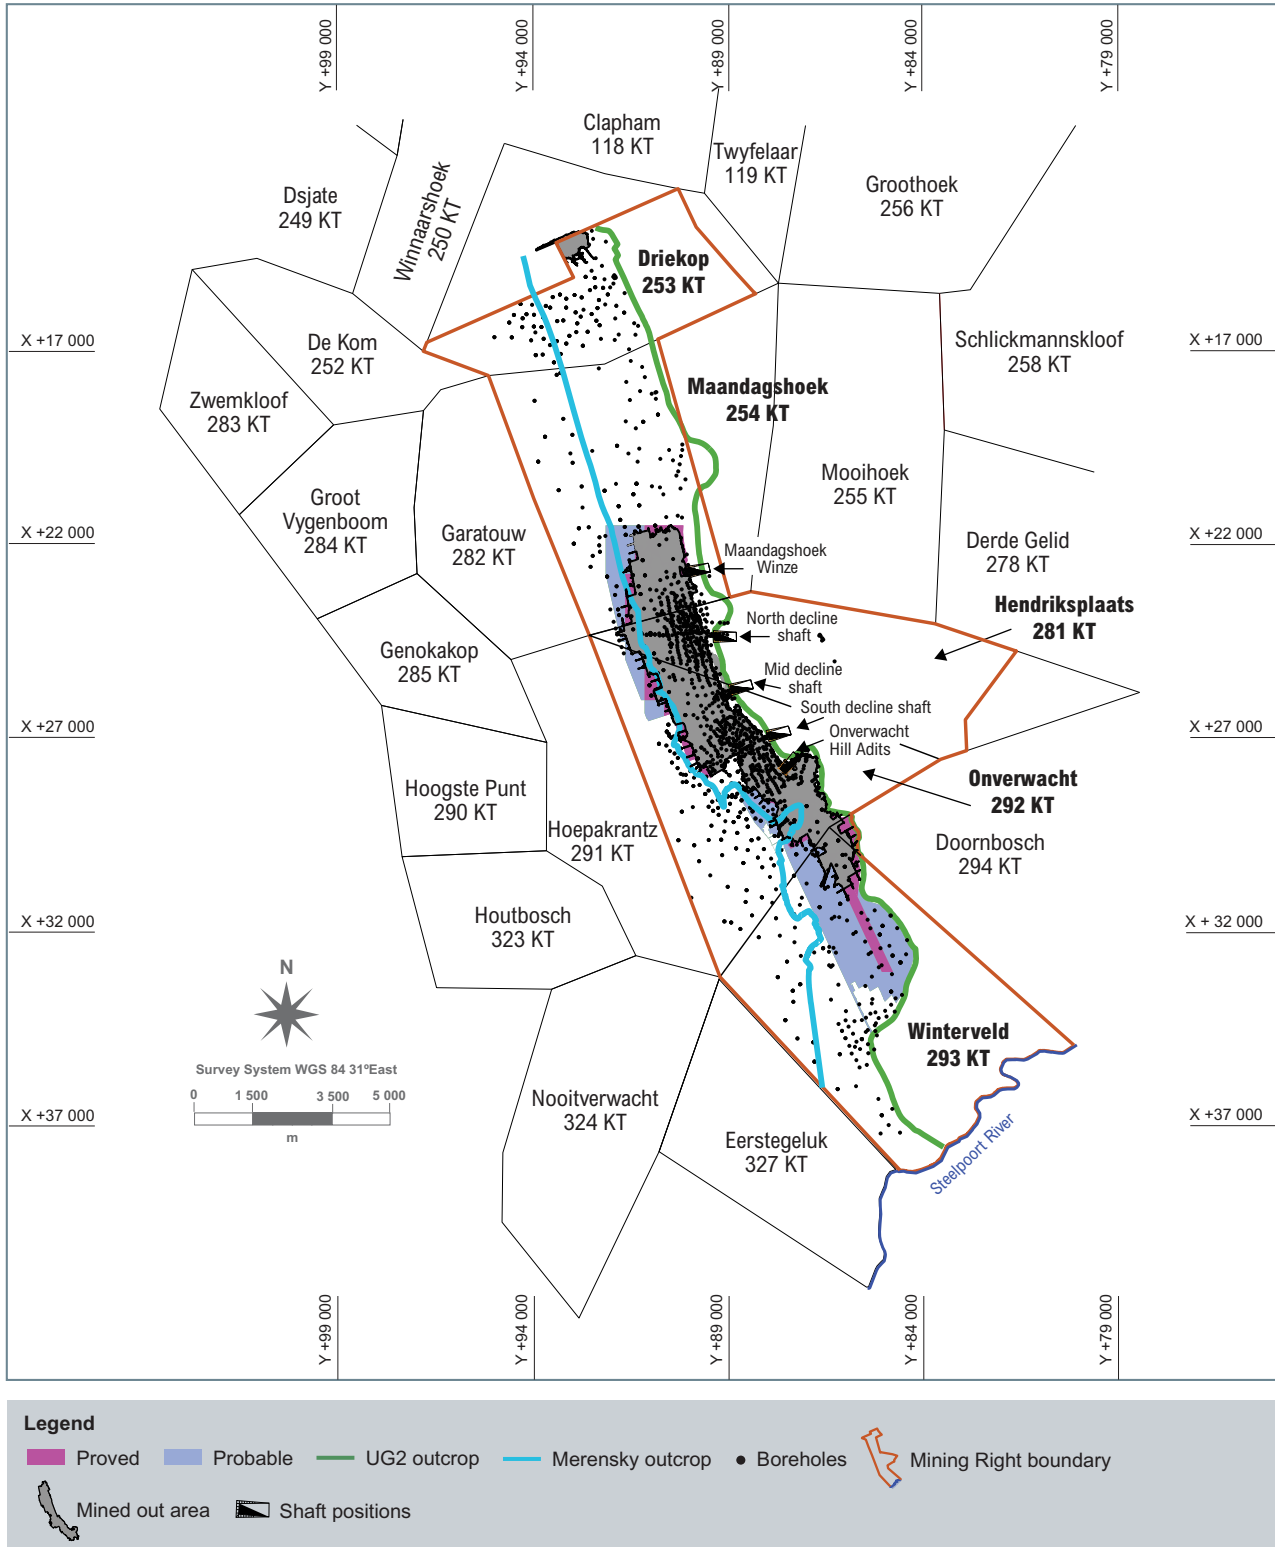 Y +99 000
Y +94 000
Y +89 000
Y +84 000
Y +79 000
Clapham
118 KT
Twyfelaar
119 KT
Groothoek
256 KT
Dsjate
249 KT
Winnaarshoek
250 KT
Driekop
253 KT
X +17 000
X +17 000
De Kom
252 KT
Schlickmannskloof
258 KT
Zwemkloof
283 KT
Maandagshoek
254 KT
Mooihoek
255 KT
Groot
Vygenboom
284 KT
Garatouw
282 KT
X +22 000
X +22 000
Derde Gelid
278 KT
Maandagshoek
Winze
Hendriksplaats
281 KT
North decline
shaft
Genokakop
285 KT
Mid decline
shaft
South decline shaft
X +27 000
X +27 000
Onverwacht
Hill Adits
Onverwacht
292 KT
Hoogste Punt
290 KT
Hoepakrantz
291 KT
Doornbosch
294 KT
Houtbosch
323 KT
X +32 000
X + 32 000
N
Winterveld
293 KT
Survey System WGS 84 31ºEast
0
1 500
3 500
5 000
m
Nooitverwacht
324 KT
X +37 000
X +37 000
Eerstegeluk
327 KT
Steelpoort River
Y +99 000
Y +94 000
Y +89 000
Y +84 000
Y +79 000
Legend
Proved
Probable
UG2 outcrop
Merensky outcrop
Boreholes
Mining Right boundary
Mined out area
Shaft positions